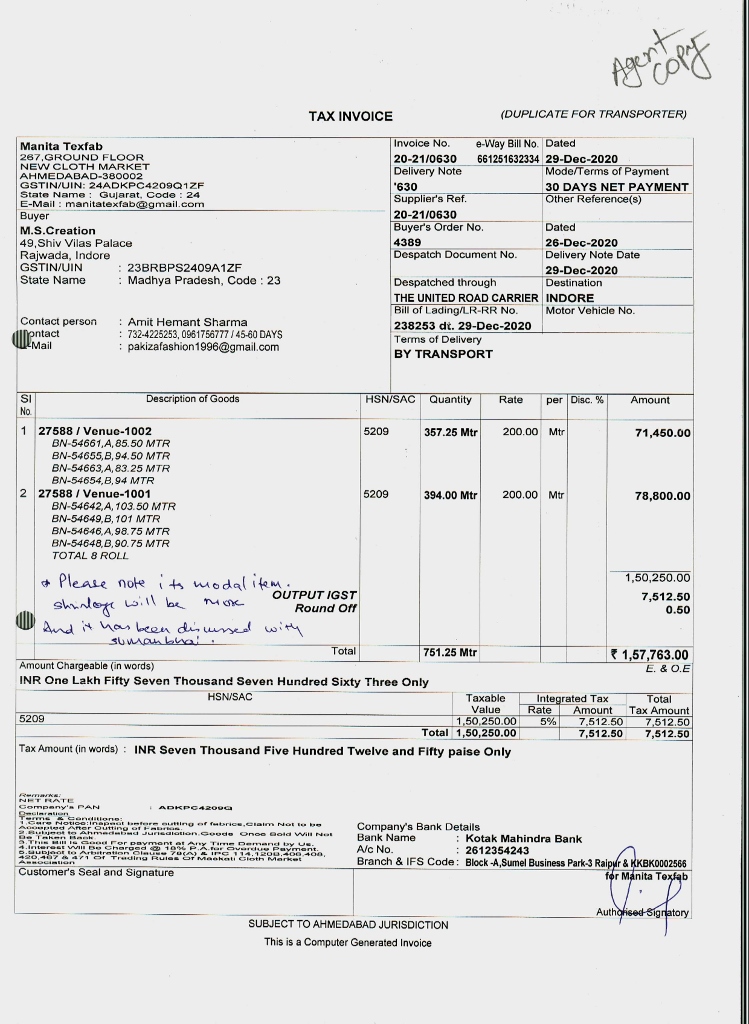 Agent
copy
TAX INVOICE
(DUPLICATE FOR TRANSPORTER)
Manita Texfab
267,GROUND FLOOR
NEW CLOTH MARKET
AHMEDABAD-380002
GSTIN/UIN: 24ADKPC4209Q1ZF
State Name : Gujarat, Code : 24
E-Mail : manitatexfab@gmail.com
Buyer
M.S.Creation
49,Shiv Vilas Palace
Rajwada, Indore
GSTIN/UIN : 23BRBPS2409A1ZF
State Name : Madhya Pradesh, Code : 23
Contact person : Amit Hemant Sharma
ontact : 732-4225253, 0961756777 / 45-60 DAYS
-Mail : pakizafashion1996@gmail.com
Invoice No. e-Way Bill No. Dated
20-21/0630 661251632334 29-Dec-2020
Delivery Note Mode/Terms of Payment
'630 30 DAYS NET PAYMENT
Supplier's Ref. Other Reference(s)
20-21/0630
Buyer's Order No. Dated
4389 26-Dec-2020
Despatch Document No. Delivery Note Date
29-Dec-2020
Despatched through Destination
THE UNITED ROAD CARRIER INDORE
Bill of Lading/LR-RR No. Motor Vehicle No.
238253 dt. 29-Dec-2020
Terms of Delivery
BY TRANSPORT
Sl No. Description of Goods HSN/SAC Quantity Rate per Disc. % Amount
1 27588 / Venue-1002 5209 357.25 Mtr 200.00 Mtr 71,450.00
BN-54661,A,85.50 MTR
BN-54655,B,94.50 MTR
BN-54663,A,83.25 MTR
BN-54654,B,94 MTR
2 27588 / Venue-1001 5209 394.00 Mtr 200.00 Mtr 78,800.00
BN-54642,A,103.50 MTR
BN-54649,B,101 MTR
BN-54646,A,98.75 MTR
BN-54648,B,90.75 MTR
TOTAL 8 ROLL
1,50,250.00
* Please note its modal item.
OUTPUT IGST 7,512.50
shrinkage will be more
Round Off 0.50
And it has been discussed with
sumanbhai.
Total 751.25 Mtr ₹ 1,57,763.00
Amount Chargeable (in words) E. & O.E
INR One Lakh Fifty Seven Thousand Seven Hundred Sixty Three Only
HSN/SAC Taxable Value Integrated Tax Rate Amount Total Tax Amount
5209 1,50,250.00 5% 7,512.50 7,512.50
Total 1,50,250.00 7,512.50 7,512.50
Tax Amount (in words) : INR Seven Thousand Five Hundred Twelve and Fifty paise Only
Remarks:
NET RATE
Company's PAN : ADKPC4209Q
Declaration
Terms & Conditions:
1.Care Notice:Inspect before cutting of fabrics,Claim Not to be
Accepted After Cutting of Fabrics.
2.Subject to Ahmedabad Jurisdiction.Goods Once Sold Will Not
Be Taken Back.
3.This Bill Is Good For payment at Any Time Demand by Us.
4.Interest Will Be Charged @ 18% P.A.for Overdue Payment.
5.Subject to Arbitration Clause 78(A) & IPC 114,120B,406,408,
420,467 & 471 Of Trading Rules Of Maskati Cloth Market
Association
Company's Bank Details
Bank Name : Kotak Mahindra Bank
A/c No. : 2612354243
Branch & IFS Code : Block -A,Sumel Business Park-3 Raipur & KKBK0002566
Customer's Seal and Signature
for Manita Texfab
Authorised Signatory
SUBJECT TO AHMEDABAD JURISDICTION
This is a Computer Generated Invoice